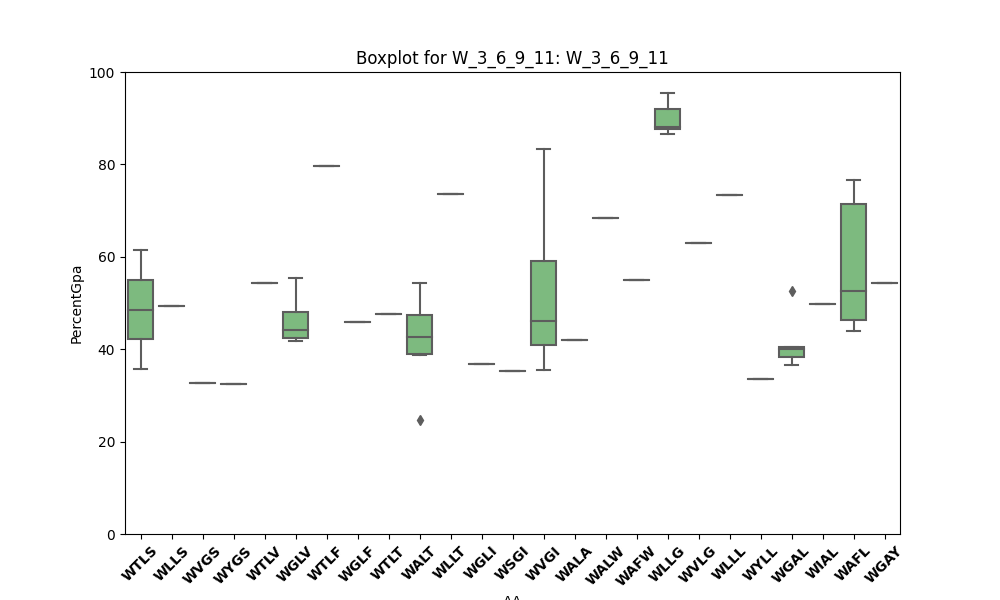 Boxplot for W_3_6_9_11: W_3_6_9_11
100
80
60
40
20
0
PercentGpa
WTLS
WLLS
WVGS
WYGS
WTLV
WGLV
WTLF
WGLF
WTLT
WALT
WLLT
WGLI
WSGI
WVGI
WALA
WALW
WAFW
WLLG
WVLG
WLLL
WYLL
WGAL
WIAL
WAFL
WGAY